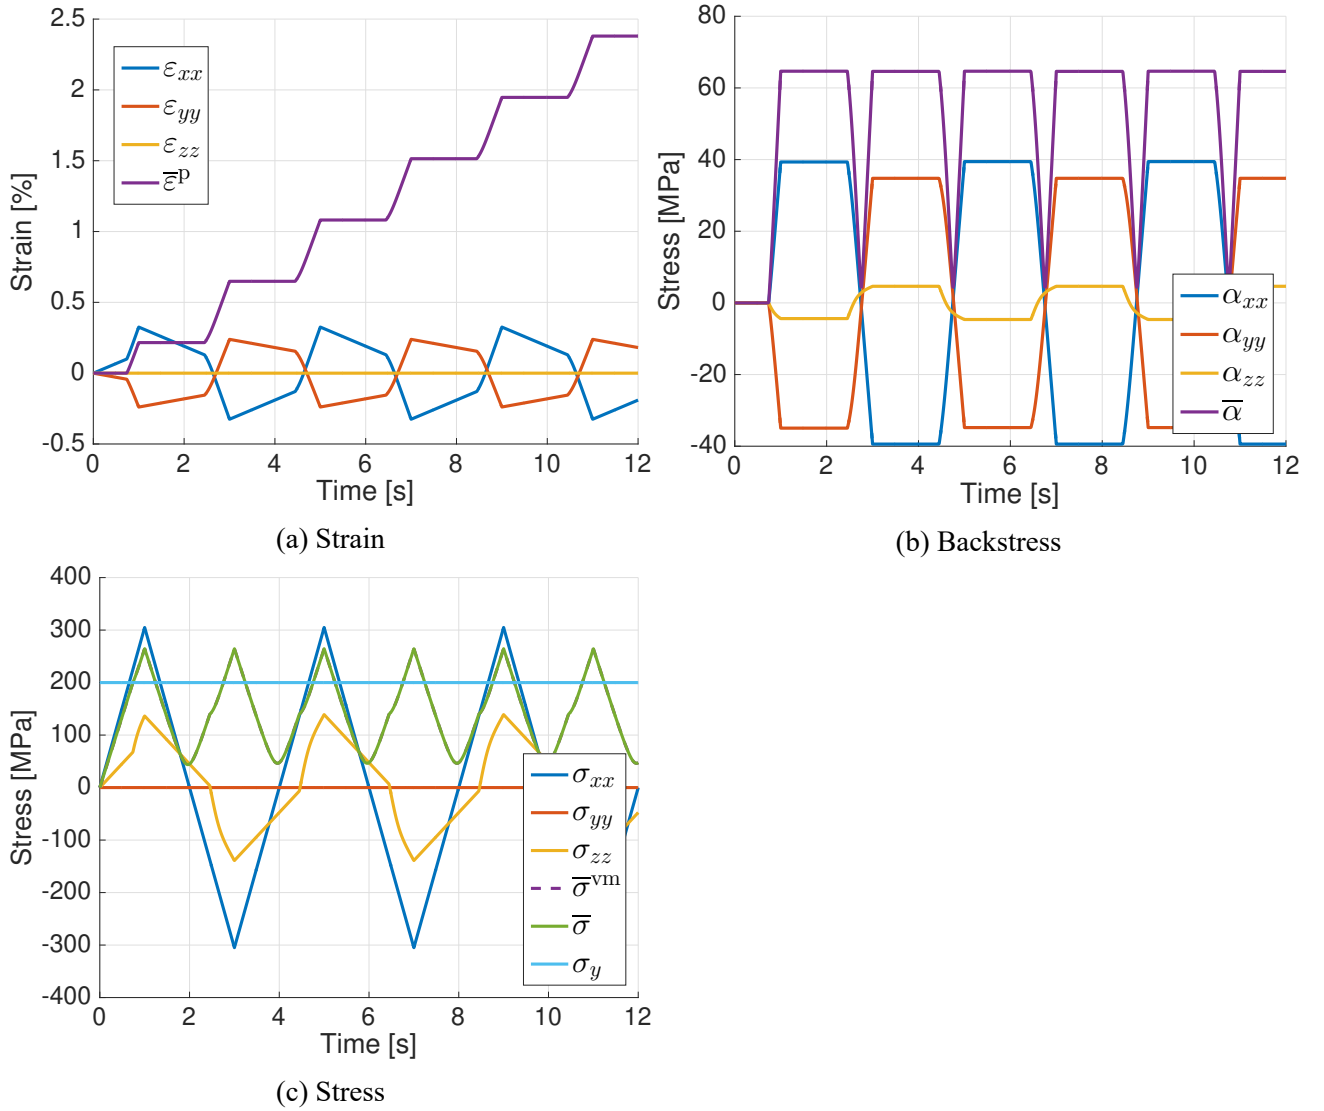 2.5
2
1.5
1
0.5
0
-0.5
Strain [%]
ε_xx
ε_yy
ε_zz
ε̅^p
0 2 4 6 8 10 12
Time [s]
(a) Strain
80
60
40
20
0
-20
-40
Stress [MPa]
α_xx
α_yy
α_zz
α̅
0 2 4 6 8 10 12
Time [s]
(b) Backstress
400
300
200
100
0
-100
-200
-300
-400
Stress [MPa]
σ_xx
σ_yy
σ_zz
σ̅^vm
σ̅
σ_y
0 2 4 6 8 10 12
Time [s]
(c) Stress